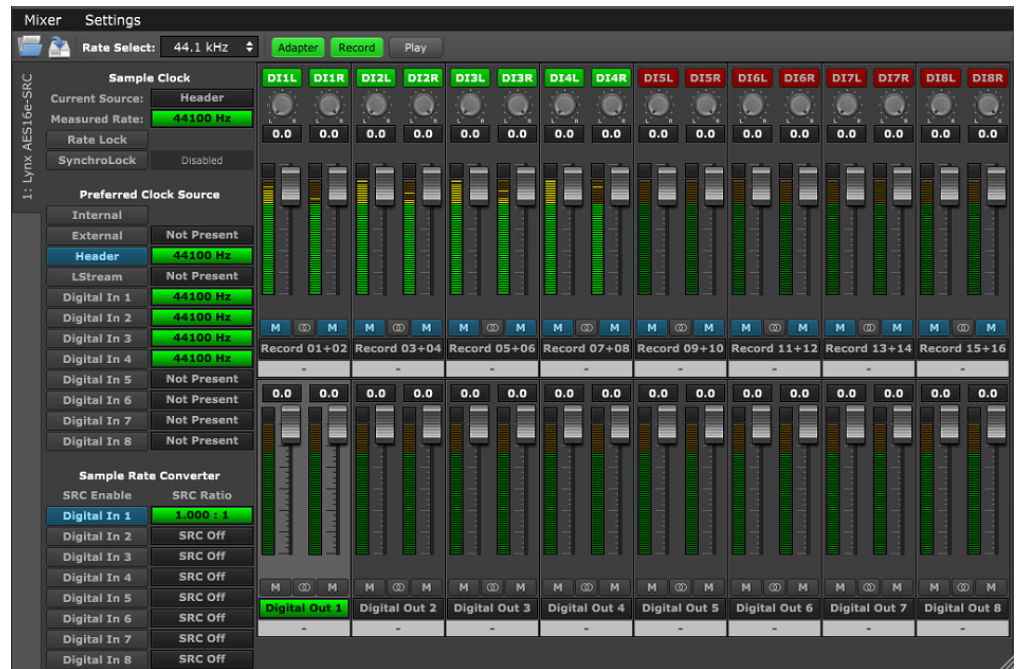 Mixer Settings
Rate Select: 44.1 kHz Adapter Record Play
1: Lynx AES16e-SRC
Sample Clock
Current Source: Header
Measured Rate: 44100 Hz
Rate Lock
SynchroLock Disabled
Preferred Clock Source
Internal
External Not Present
Header 44100 Hz
LStream Not Present
Digital In 1 44100 Hz
Digital In 2 44100 Hz
Digital In 3 44100 Hz
Digital In 4 44100 Hz
Digital In 5 Not Present
Digital In 6 Not Present
Digital In 7 Not Present
Digital In 8 Not Present
Sample Rate Converter
SRC Enable SRC Ratio
Digital In 1 1.000 : 1
Digital In 2 SRC Off
Digital In 3 SRC Off
Digital In 4 SRC Off
Digital In 5 SRC Off
Digital In 6 SRC Off
Digital In 7 SRC Off
Digital In 8 SRC Off
DI1L DI1R DI2L DI2R DI3L DI3R DI4L DI4R DI5L DI5R DI6L DI6R DI7L DI7R DI8L DI8R
L R L R L R L R L R L R L R L R L R L R L R L R L R L R L R L R
0.0 0.0 0.0 0.0 0.0 0.0 0.0 0.0 0.0 0.0 0.0 0.0 0.0 0.0 0.0 0.0
M M M M M M M M M M M M M M M M
Record 01+02 Record 03+04 Record 05+06 Record 07+08 Record 09+10 Record 11+12 Record 13+14 Record 15+16
- - - - - - - -
0.0 0.0 0.0 0.0 0.0 0.0 0.0 0.0 0.0 0.0 0.0 0.0 0.0 0.0 0.0 0.0
M M M M M M M M M M M M M M M M
Digital Out 1 Digital Out 2 Digital Out 3 Digital Out 4 Digital Out 5 Digital Out 6 Digital Out 7 Digital Out 8
- - - - - - - -